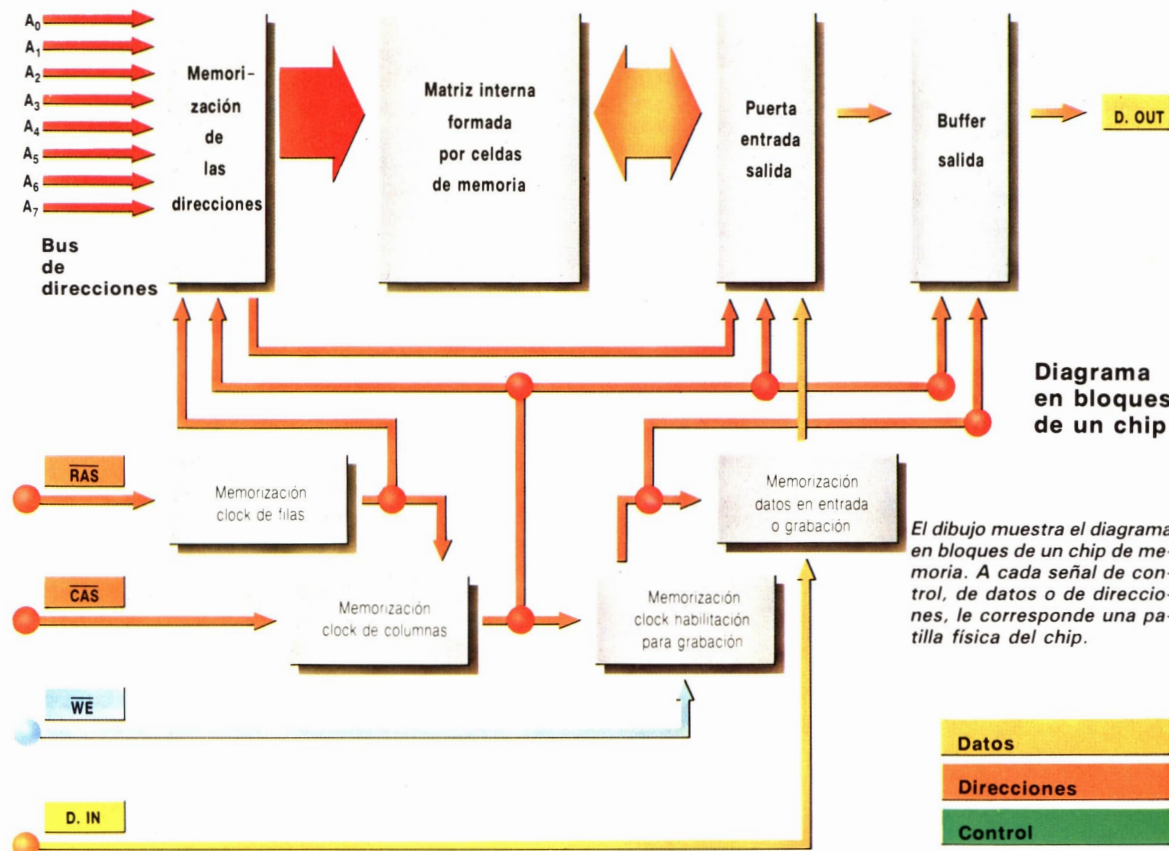 A0
A1
A2
A3
A4
A5
A6
A7
Bus
de
direcciones
Memori-
zación
de
las
direcciones
Matriz interna
formada
por celdas
de memoria
Puerta
entrada
salida
Buffer
salida
D. OUT
Diagrama
en bloques
de un chip
RAS
Memorización
clock de filas
CAS
Memorización
clock de columnas
Memorización
datos en entrada
o grabación
Memorización
clock habilitación
para grabación
El dibujo muestra el diagrama
en bloques de un chip de me-
moria. A cada señal de con-
trol, de datos o de direccio-
nes, le corresponde una pa-
tilla física del chip.
WE
D. IN
Datos
Direcciones
Control